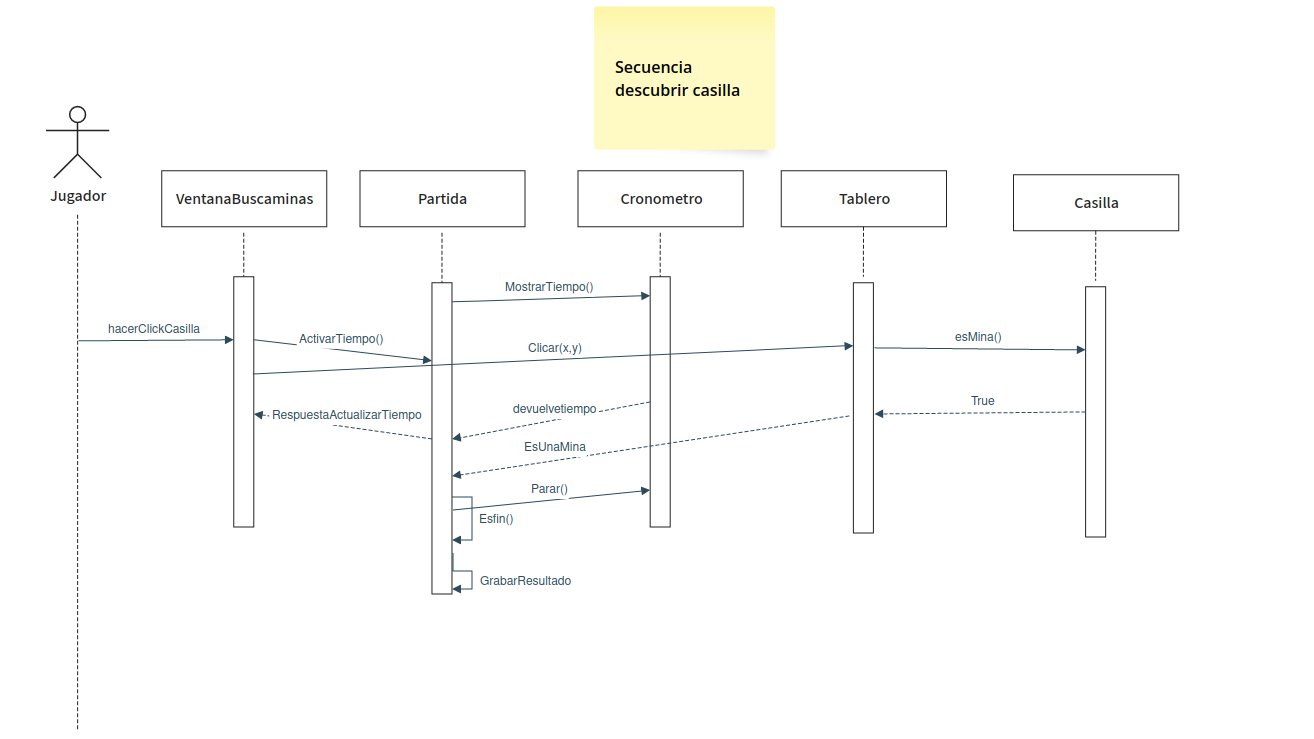 Secuencia
descubrir casilla
Jugador
VentanaBuscaminas
Partida
Cronometro
Tablero
Casilla
MostrarTiempo()
hacerClickCasilla
ActivarTiempo()
Clicar(x,y)
esMina()
RespuestaActualizarTiempo
devuelvetiempo
True
EsUnaMina
Parar()
Esfin()
GrabarResultado